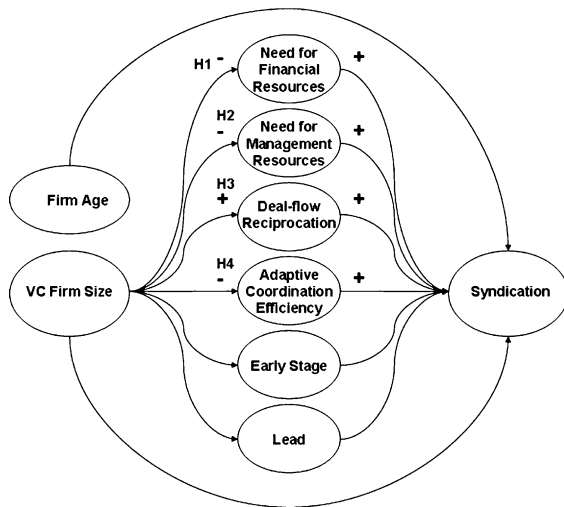 H1 -
Need for
Financial
Resources
+
H2
-
Need for
Management
Resources
+
Firm Age
H3
+
Deal-flow
Reciprocation
+
VC Firm Size
H4
-
Adaptive
Coordination
Efficiency
+
Syndication
Early Stage
Lead